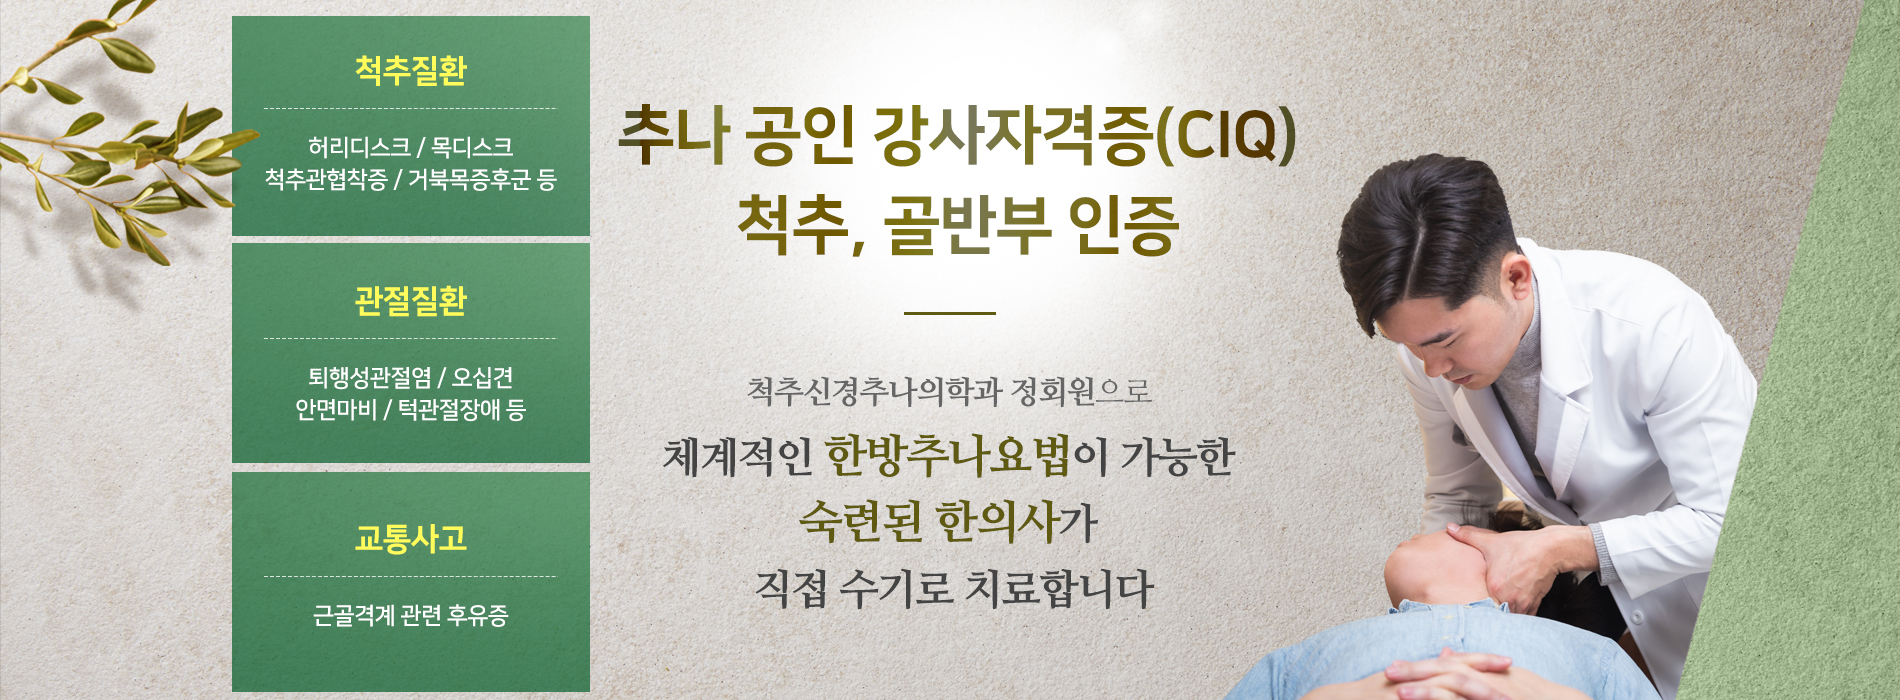 척추질환
허리디스크 / 목디스크
척추관협착증 / 거북목증후군 등
관절질환
퇴행성관절염 / 오십견
안면마비 / 턱관절장애 등
교통사고
근골격계 관련 후유증
추나 공인 강사자격증(CIQ)
척추, 골반부 인증
척추신경추나의학과 정회원으로
체계적인 한방추나요법이 가능한
숙련된 한의사가
직접 수기로 치료합니다